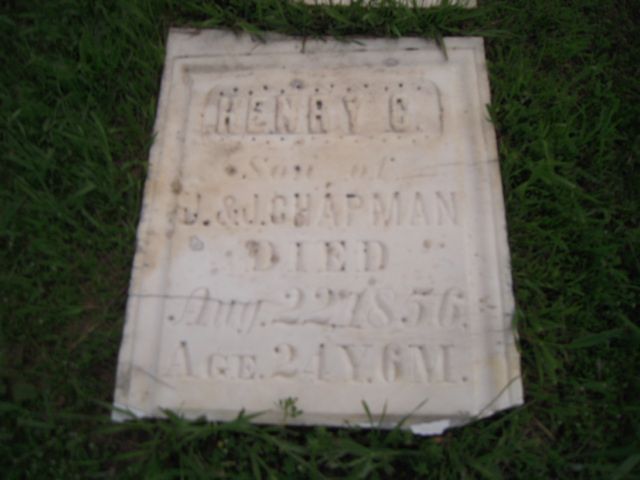 HENRY C.
Son of
J. & J. CHAPMAN
DIED
Aug. 22, 1856.
AGE. 24 Y. 6 M.